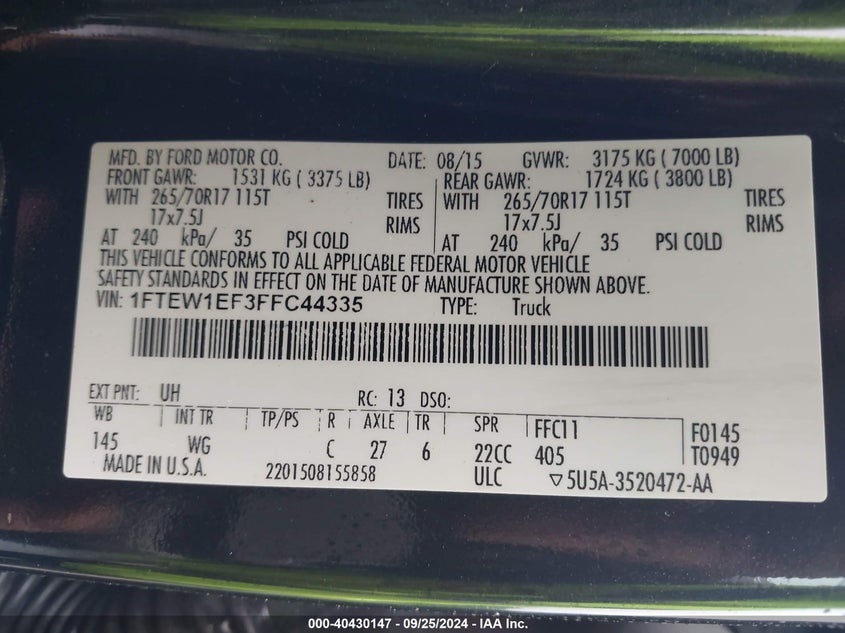 MFD. BY FORD MOTOR CO. DATE: 08/15 GVWR: 3175 KG ( 7000 LB)
FRONT GAWR: 1531 KG ( 3375 LB) REAR GAWR: 1724 KG ( 3800 LB)
WITH 265/70R17 115T TIRES WITH 265/70R17 115T TIRES
17x7.5J RIMS 17x7.5J RIMS
AT 240 kPa/ 35 PSI COLD AT 240 kPa/ 35 PSI COLD
THIS VEHICLE CONFORMS TO ALL APPLICABLE FEDERAL MOTOR VEHICLE
SAFETY STANDARDS IN EFFECT ON THE DATE OF MANUFACTURE SHOWN ABOVE.
VIN: 1FTEW1EF3FFC44335 TYPE: Truck
EXT PNT: UH RC: 13 DSO:
WB INT TR TP/PS R AXLE TR SPR FFC11 F0145
145 WG C 27 6 22CC 405 T0949
MADE IN U.S.A. 2201508155858 ULC ▽5U5A-3520472-AA
000-40430147 - 09/25/2024 - IAA Inc.